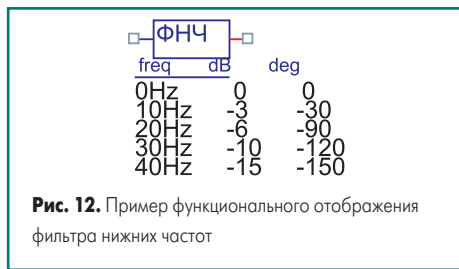 ФНЧ
freq dB deg
0Hz 0 0
10Hz -3 -30
20Hz -6 -90
30Hz -10 -120
40Hz -15 -150
Рис. 12. Пример функционального отображения
фильтра нижних частот